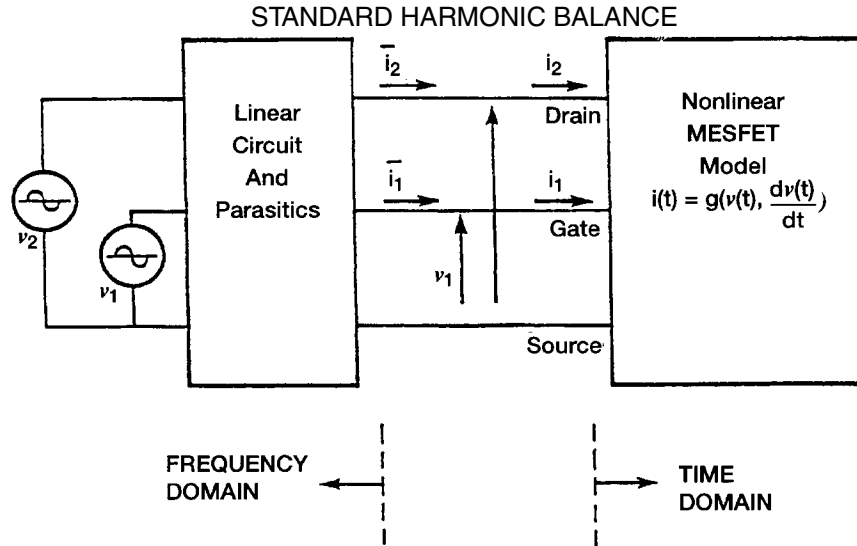 STANDARD HARMONIC BALANCE
i̅2
i2
Drain
Linear
Circuit
And
Parasitics
i̅1
i1
Gate
v1
Source
Nonlinear
MESFET
Model
i(t) = g(v(t), dv(t)/dt)
v2
v1
FREQUENCY
DOMAIN
TIME
DOMAIN